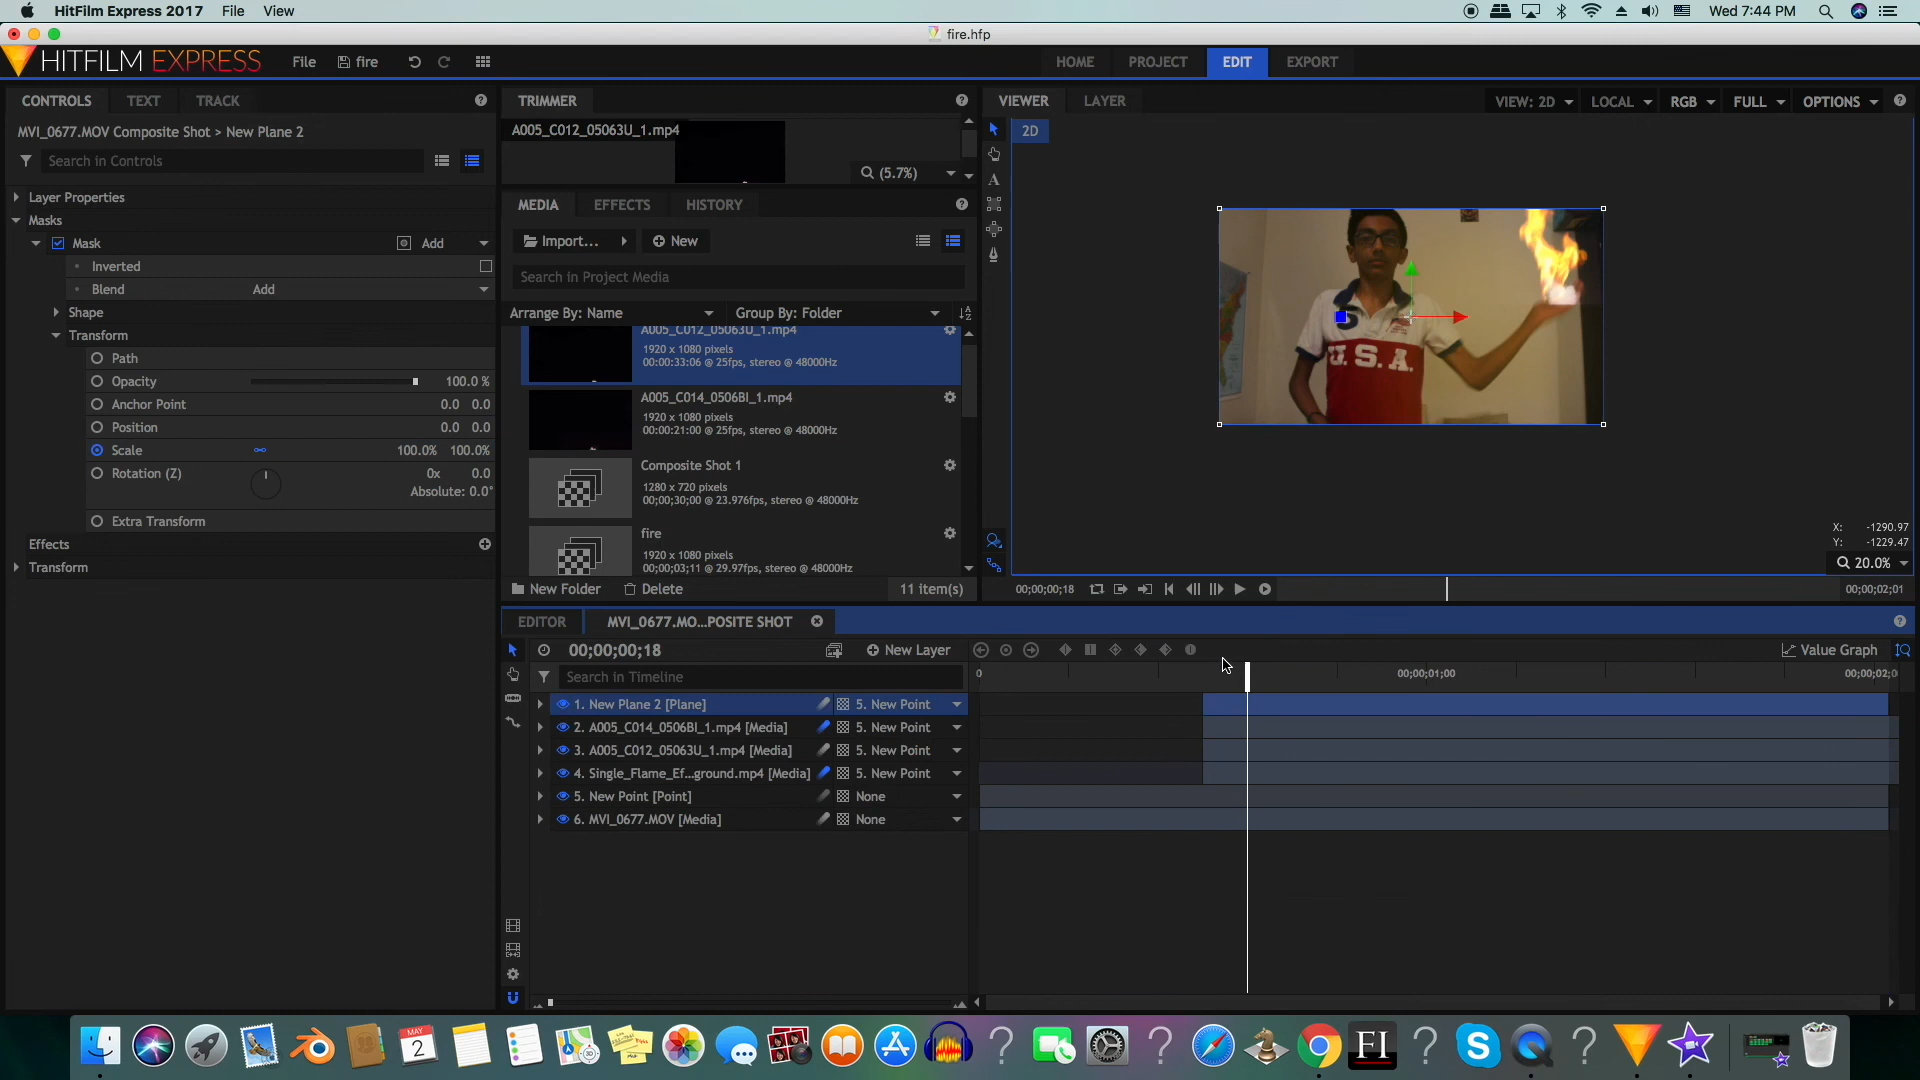 HitFilm Express 2017 File View
Wed 7:44 PM
fire.hfp
HITFILM EXPRESS File fire
HOME PROJECT EDIT EXPORT
CONTROLS TEXT TRACK
MVI_0677.MOV Composite Shot > New Plane 2
Search in Controls
Layer Properties
Masks
Mask Add
Inverted
Blend Add
Shape
Transform
Path
Opacity 100.0 %
Anchor Point 0.0 0.0
Position 0.0 0.0
Scale 100.0% 100.0%
Rotation (Z) 0x 0.0
Absolute: 0.0°
Extra Transform
Effects
Transform
TRIMMER
A005_C012_05063U_1.mp4
(5.7%)
MEDIA EFFECTS HISTORY
Import... New
Search in Project Media
Arrange By: Name Group By: Folder
A005_C012_05063U_1.mp4
1920 x 1080 pixels
00:00:33:06 @ 25fps, stereo @ 48000Hz
A005_C014_0506BI_1.mp4
1920 x 1080 pixels
00:00:21:00 @ 25fps, stereo @ 48000Hz
Composite Shot 1
1280 x 720 pixels
00;00;30;00 @ 23.976fps, stereo @ 48000Hz
fire
1920 x 1080 pixels
00;00;03;11 @ 29.97fps, stereo @ 48000Hz
New Folder Delete 11 item(s)
VIEWER LAYER
VIEW: 2D LOCAL RGB FULL OPTIONS
2D
A
U.S.A.
X: -1290.97
Y: -1229.47
20.0%
00;00;00;18
00;00;02;01
EDITOR MVI_0677.MO...POSITE SHOT
00;00;00;18 New Layer
Value Graph
Search in Timeline
0 00;00;01;00 00;00;02;0
1. New Plane 2 [Plane] 5. New Point
2. A005_C014_0506BI_1.mp4 [Media] 5. New Point
3. A005_C012_05063U_1.mp4 [Media] 5. New Point
4. Single_Flame_Ef...ground.mp4 [Media] 5. New Point
5. New Point [Point] None
6. MVI_0677.MOV [Media] None
MAY
2
FI